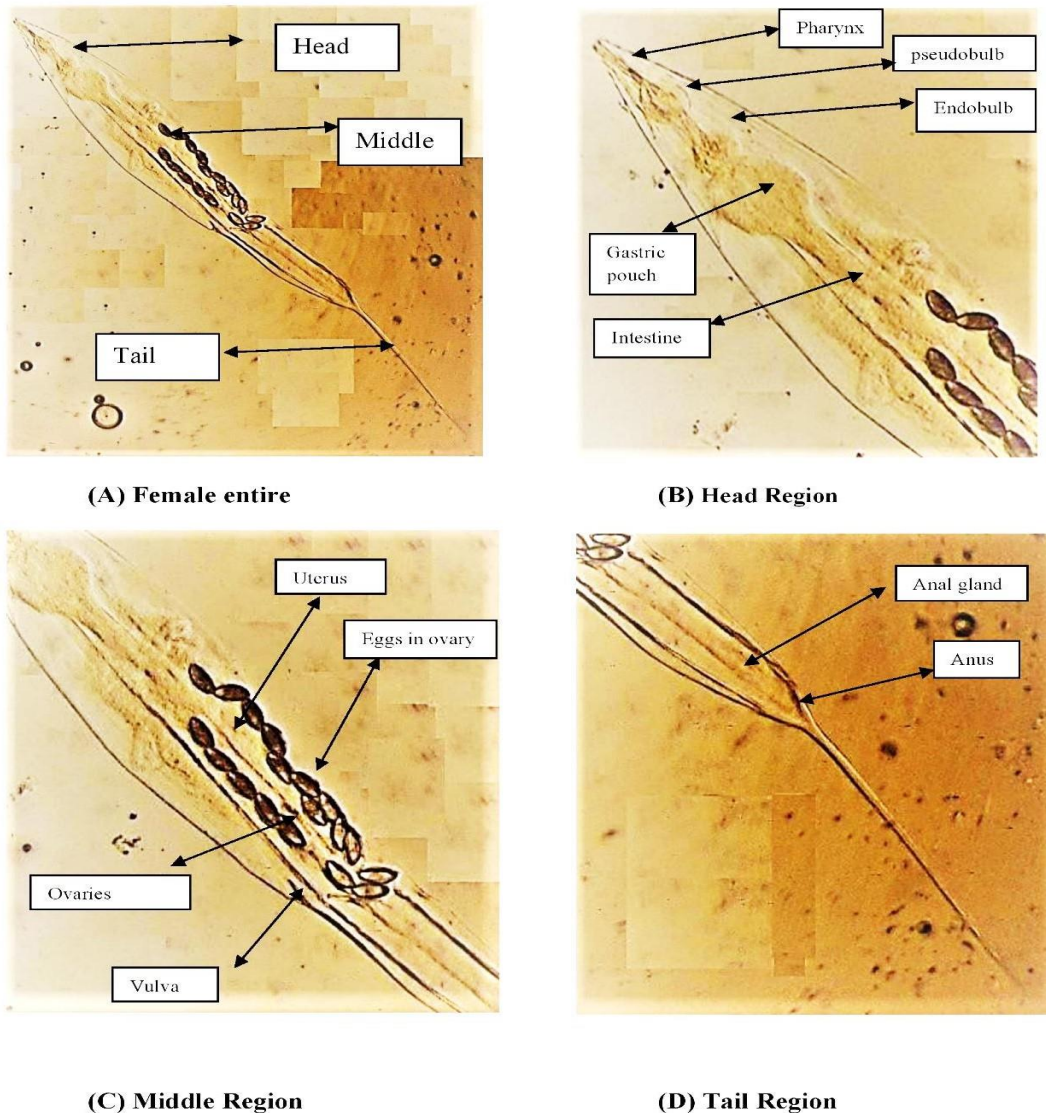 Head
Middle
Tail
(A) Female entire
Pharynx
pseudobulb
Endobulb
Gastric
pouch
Intestine
(B) Head Region
Uterus
Eggs in ovary
Ovaries
Vulva
(C) Middle Region
Anal gland
Anus
(D) Tail Region